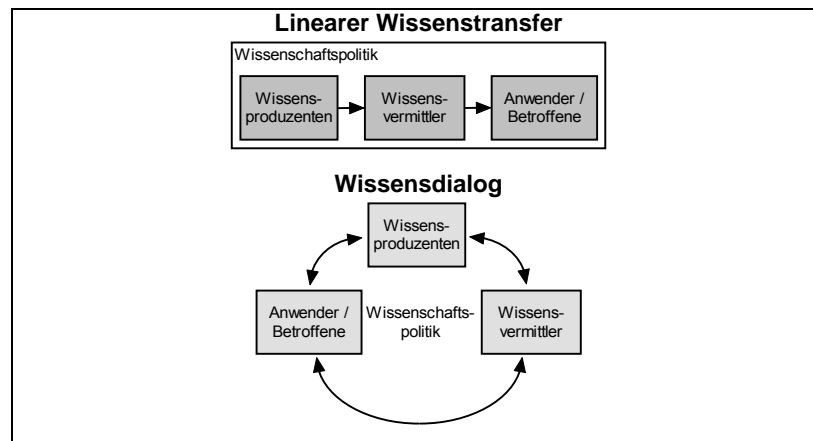 Linearer Wissenstransfer
Wissenschaftspolitik
Wissens-
produzenten
Wissens-
vermittler
Anwender /
Betroffene
Wissensdialog
Wissens-
produzenten
Anwender /
Betroffene
Wissenschafts-
politik
Wissens-
vermittler